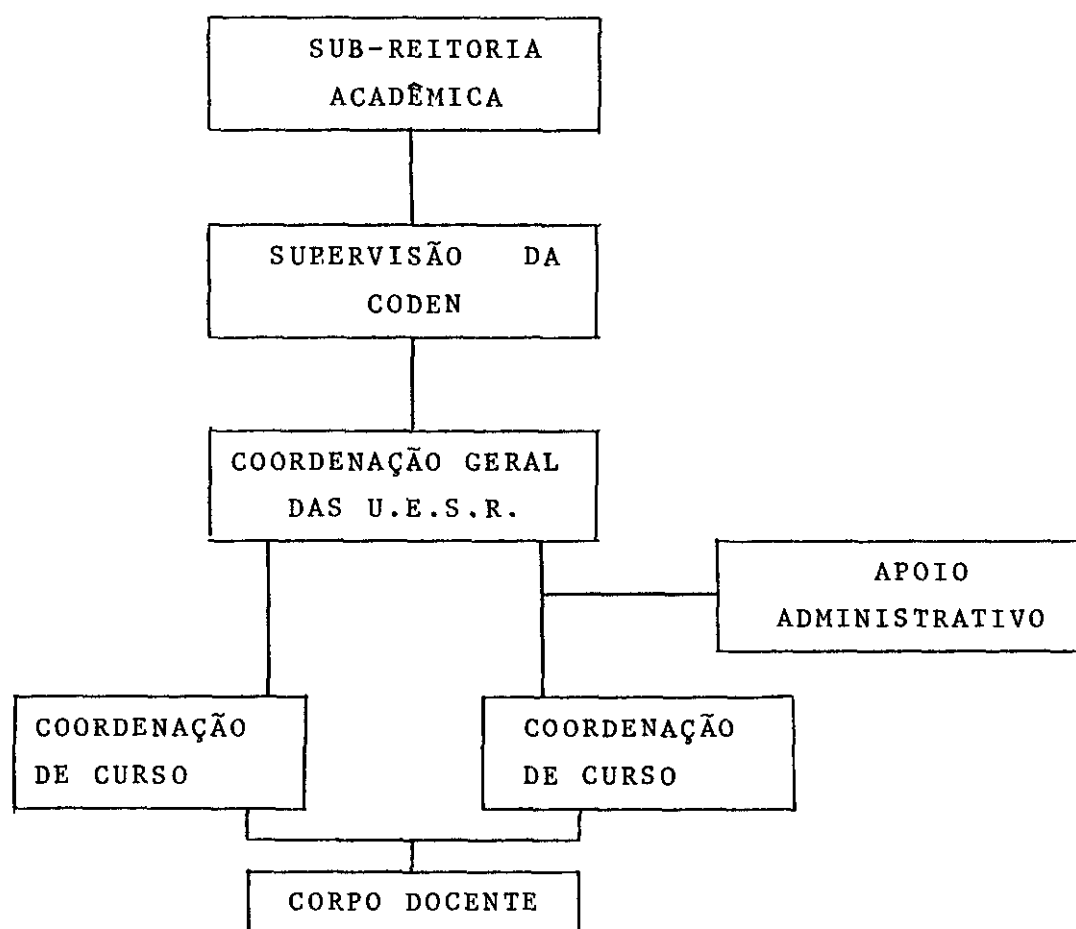 SUB-REITORIA
ACADÊMICA
SUPERVISÃO DA
CODEN
COORDENAÇÃO GERAL
DAS U.E.S.R.
APOIO
ADMINISTRATIVO
COORDENAÇÃO
DE CURSO
COORDENAÇÃO
DE CURSO
CORPO DOCENTE